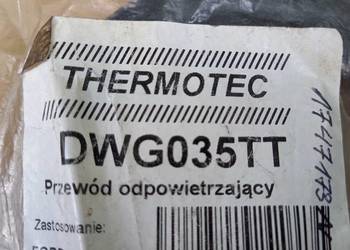 THERMOTEC
DWG035TT
Przewód odpowietrzający
Zastosowanie: